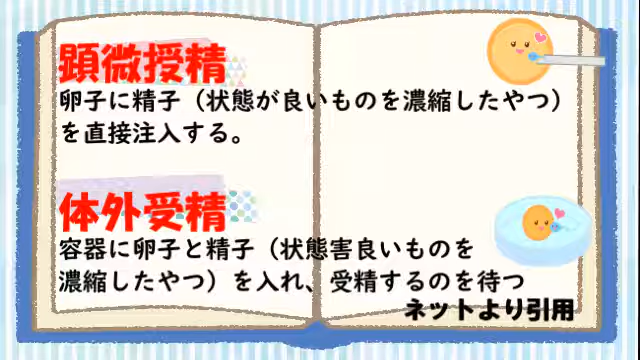 顕微授精
卵子に精子（状態が良いものを濃縮したやつ）
を直接注入する。
体外受精
容器に卵子と精子（状態害良いものを
濃縮したやつ）を入れ、受精するのを待つ
ネットより引用